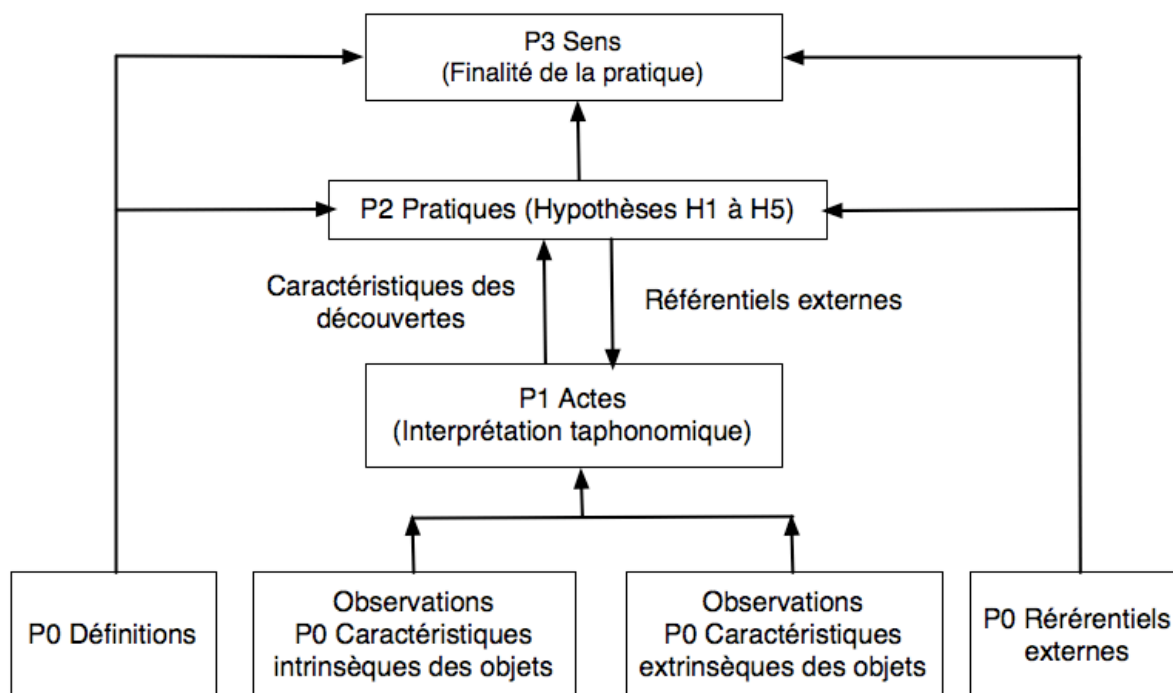 P3 Sens
(Finalité de la pratique)
P2 Pratiques (Hypothèses H1 à H5)
Caractéristiques des
découvertes
Référentiels externes
P1 Actes
(Interprétation taphonomique)
P0 Définitions
Observations
P0 Caractéristiques
intrinsèques des objets
Observations
P0 Caractéristiques
extrinsèques des objets
P0 Rérérentiels
externes